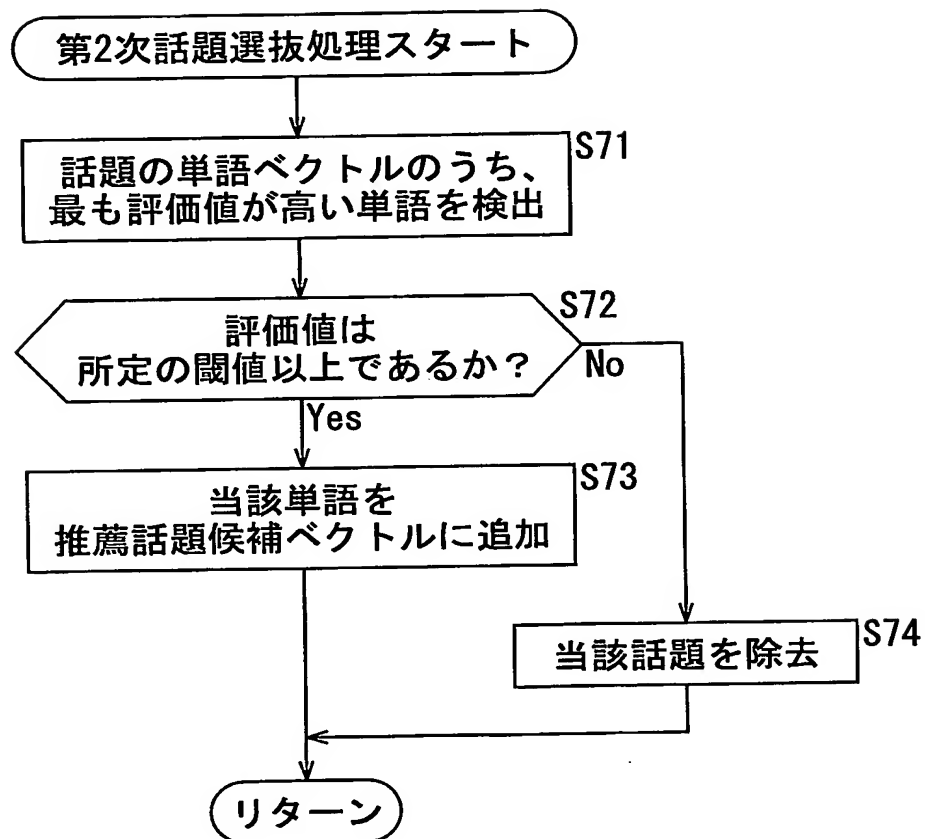 第2次話題選抜処理スタート
S71
話題の単語ベクトルのうち、
最も評価値が高い単語を検出
S72
評価値は
所定の閾値以上であるか?
No
Yes
S73
当該単語を
推薦話題候補ベクトルに追加
S74
当該話題を除去
リターン